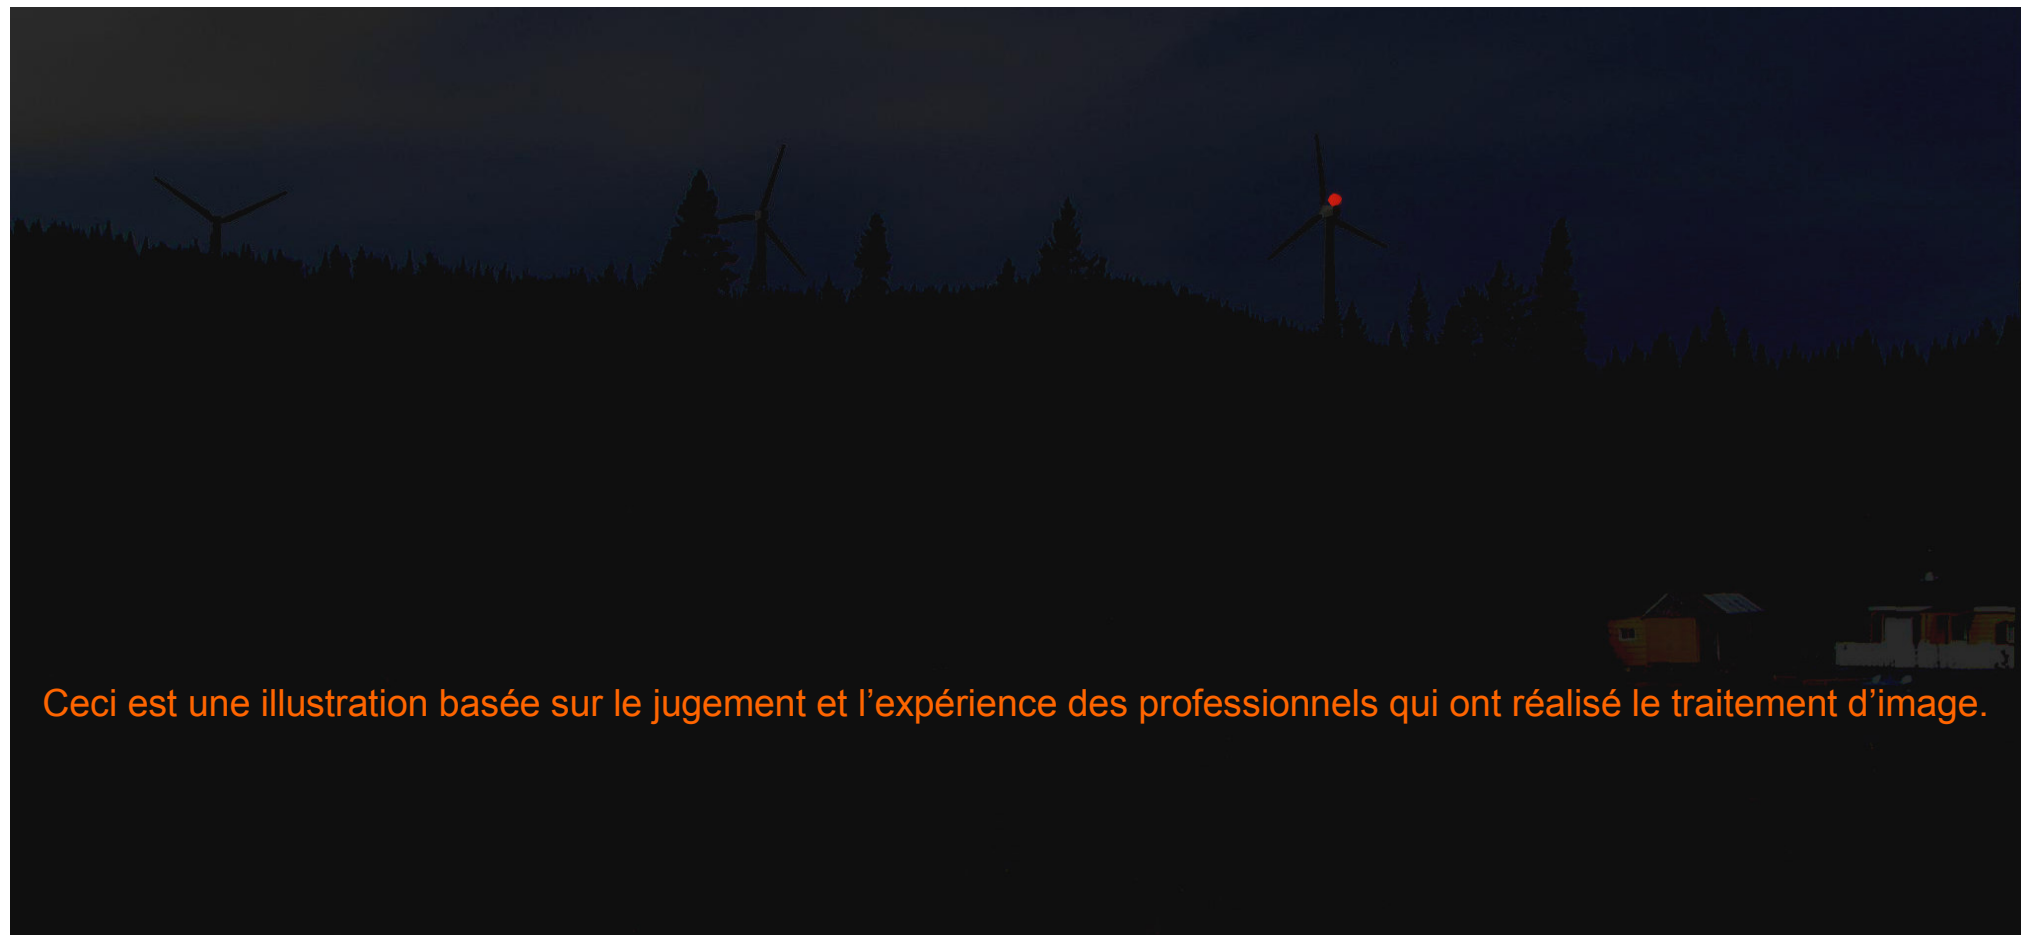 Ceci est une illustration basée sur le jugement et l’expérience des professionnels qui ont réalisé le traitement d’image.